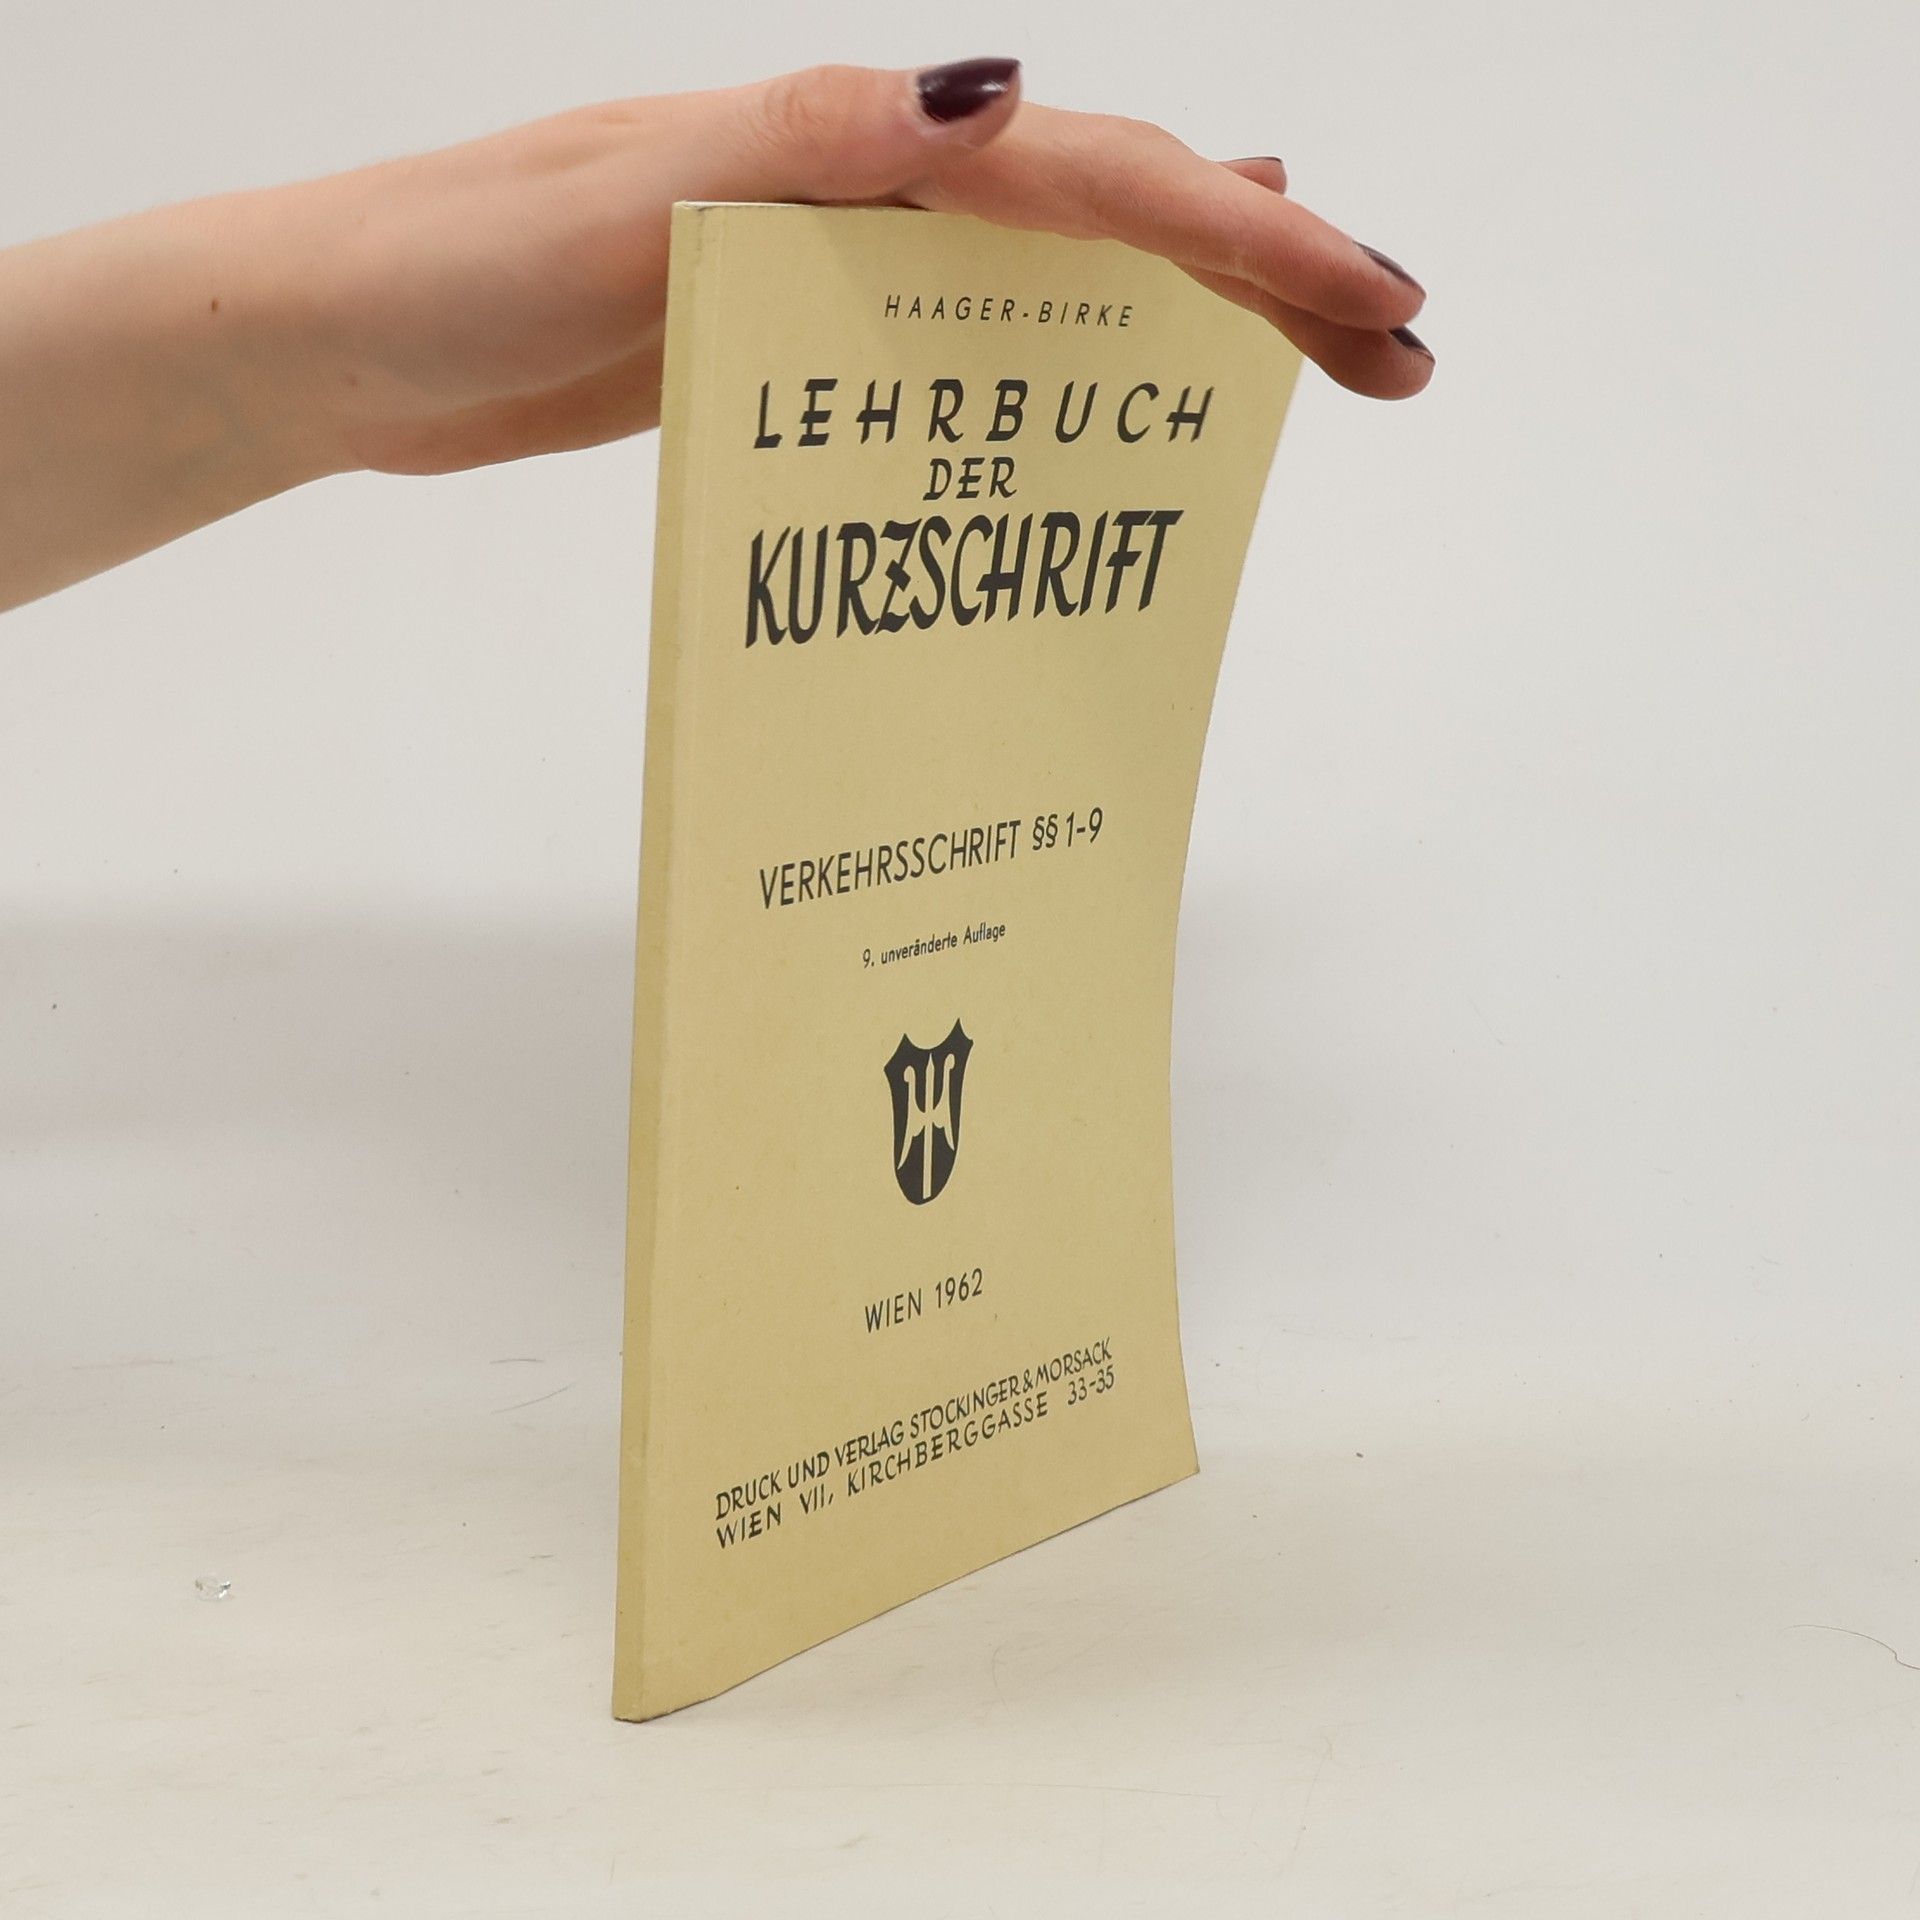 HAAGER-BIRKE
LEHRBUCH
DER
KURZSCHRIFT
VERKEHRSSCHRIFT §§ 1-9
9. unveränderte Auflage
WIEN 1962
DRUCK UND VERLAG STOCKINGER & MORSACK
WIEN VII, KIRCHBERGGASSE 33-35